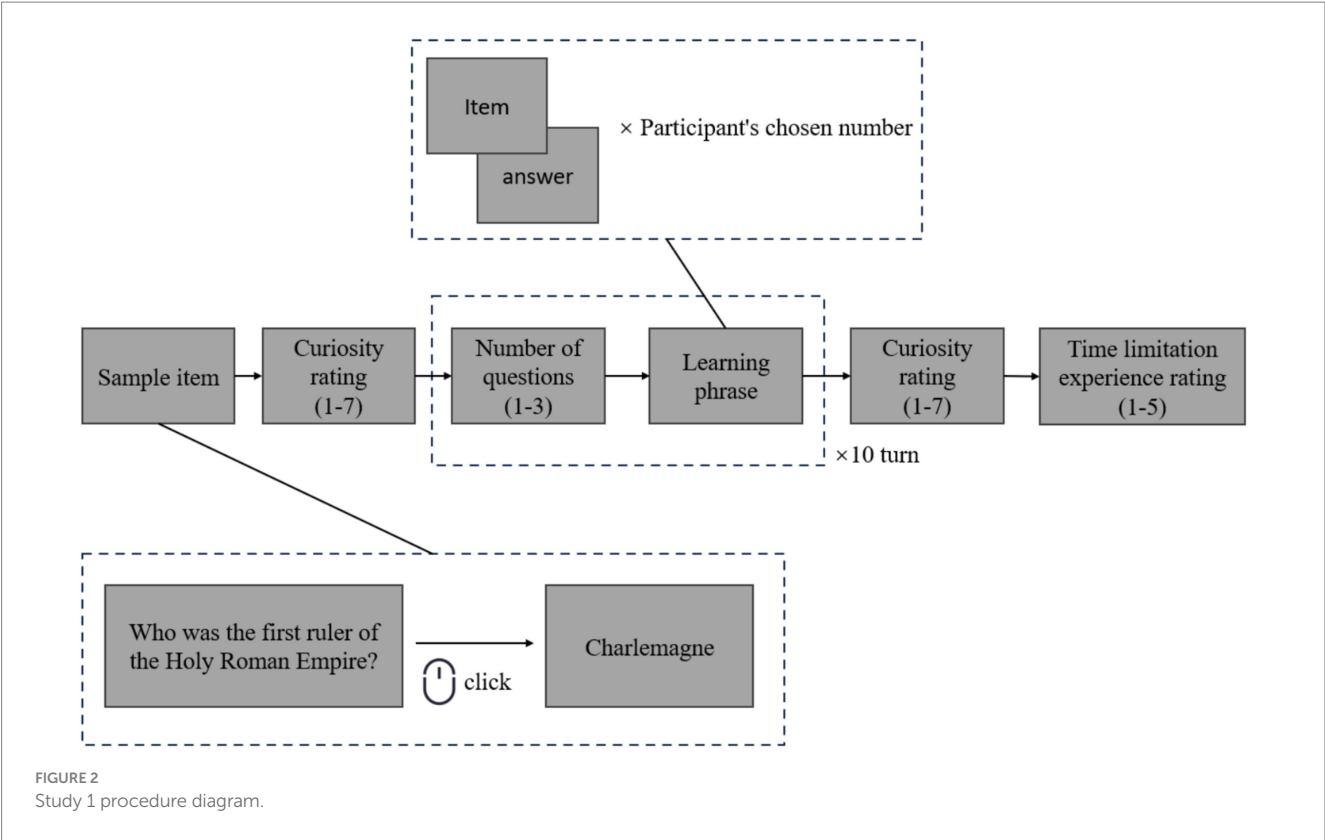 Item
answer
× Participant's chosen number
Sample item
Curiosity
rating
(1-7)
Number of
questions
(1-3)
Learning
phrase
Curiosity
rating
(1-7)
Time limitation
experience rating
(1-5)
×10 turn
Who was the first ruler of
the Holy Roman Empire?
click
Charlemagne
FIGURE 2
Study 1 procedure diagram.